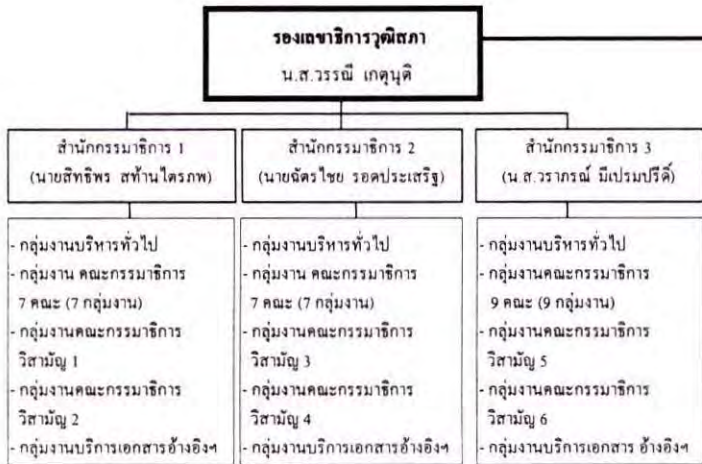 รองเลขาธิการวุฒิสภา
น.ส.วรรณี เกตุนุติ
สำนักกรรมาธิการ 1
(นายสิทธิพร สท้านไตรภพ)
สำนักกรรมาธิการ 2
(นายฉัตรไชย รอดประเสริฐ)
สำนักกรรมาธิการ 3
(น.ส.วราภรณ์ มีเปรมปรีดิ์)
- กลุ่มงานบริหารทั่วไป
- กลุ่มงาน คณะกรรมาธิการ
7 คณะ (7 กลุ่มงาน)
- กลุ่มงานคณะกรรมาธิการ
วิสามัญ 1
- กลุ่มงานคณะกรรมาธิการ
วิสามัญ 2
- กลุ่มงานบริการเอกสารอ้างอิงฯ
- กลุ่มงานบริหารทั่วไป
- กลุ่มงาน คณะกรรมาธิการ
7 คณะ (7 กลุ่มงาน)
- กลุ่มงานคณะกรรมาธิการ
วิสามัญ 3
- กลุ่มงานคณะกรรมาธิการ
วิสามัญ 4
- กลุ่มงานบริการเอกสารอ้างอิงฯ
- กลุ่มงานบริหารทั่วไป
- กลุ่มงานคณะกรรมาธิการ
9 คณะ (9 กลุ่มงาน)
- กลุ่มงานคณะกรรมาธิการ
วิสามัญ 5
- กลุ่มงานคณะกรรมาธิการ
วิสามัญ 6
- กลุ่มงานบริการเอกสาร อ้างอิงฯ